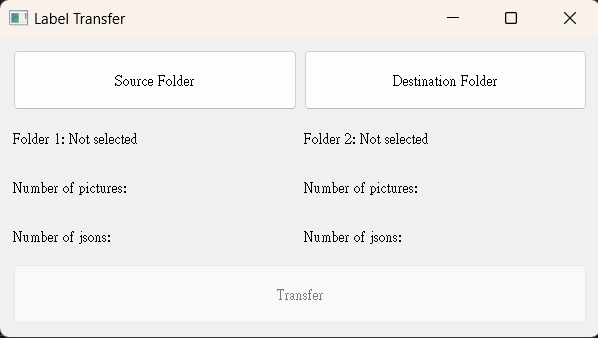 Label Transfer
Source Folder
Destination Folder
Folder 1: Not selected
Folder 2: Not selected
Number of pictures:
Number of pictures:
Number of jsons:
Number of jsons:
Transfer